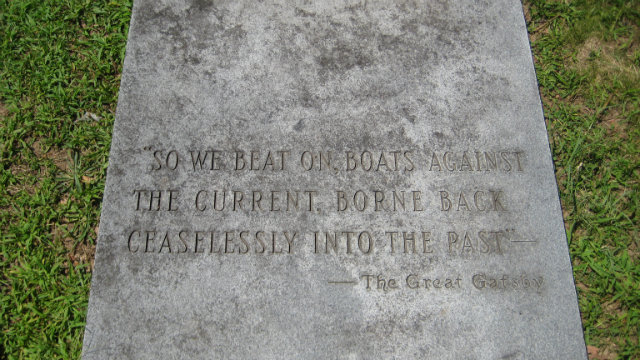 "SO WE BEAT ON, BOATS AGAINST
THE CURRENT, BORNE BACK
CEASELESSLY INTO THE PAST"—
—The Great Gatsby